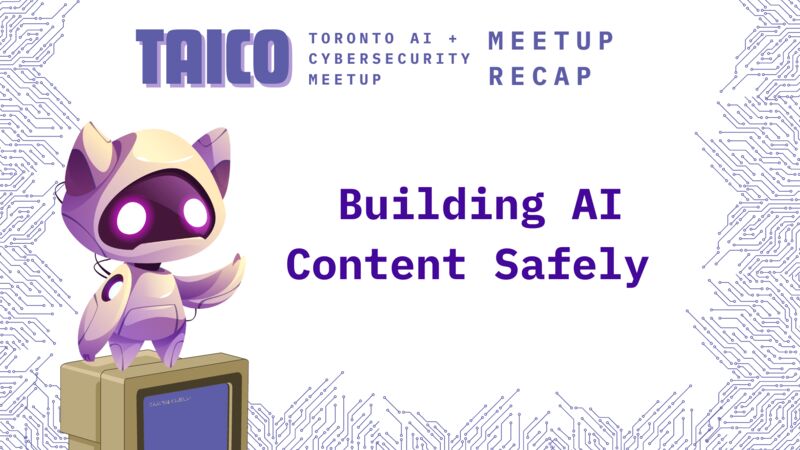 TAICO
TORONTO AI +
CYBERSECURITY
MEETUP
MEETUP
RECAP
Building AI
Content Safely